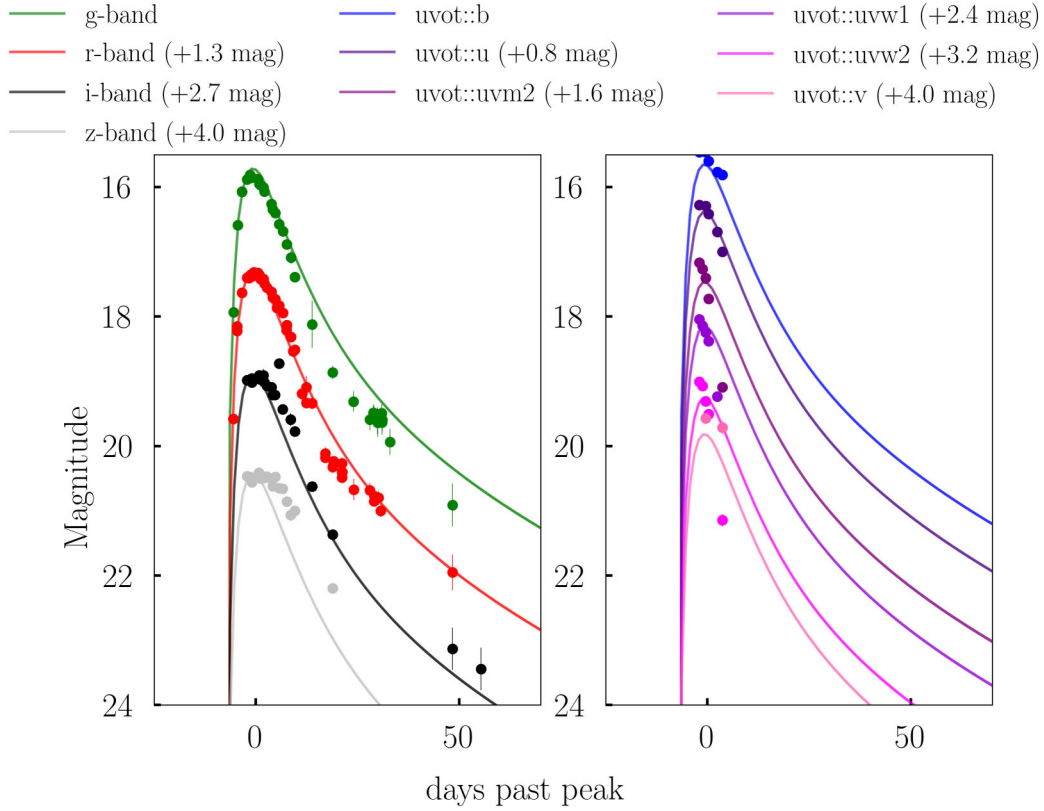 g-band
r-band (+1.3 mag)
i-band (+2.7 mag)
z-band (+4.0 mag)
uvot::b
uvot::u (+0.8 mag)
uvot::uvm2 (+1.6 mag)
uvot::uvw1 (+2.4 mag)
uvot::uvw2 (+3.2 mag)
uvot::v (+4.0 mag)
Magnitude
16
18
20
22
24
0
50
16
18
20
22
24
0
50
days past peak